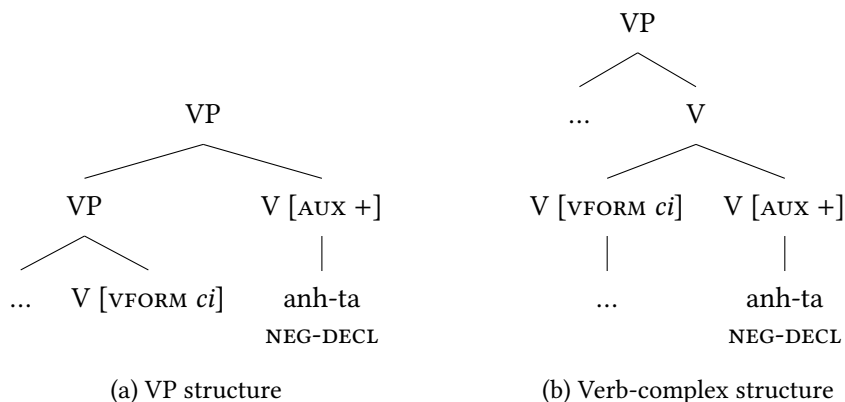 VP
VP
... V
VP V [AUX +]
V [VFORM ci] V [AUX +]
... V [VFORM ci] anh-ta
NEG-DECL
... anh-ta
NEG-DECL
(a) VP structure
(b) Verb-complex structure